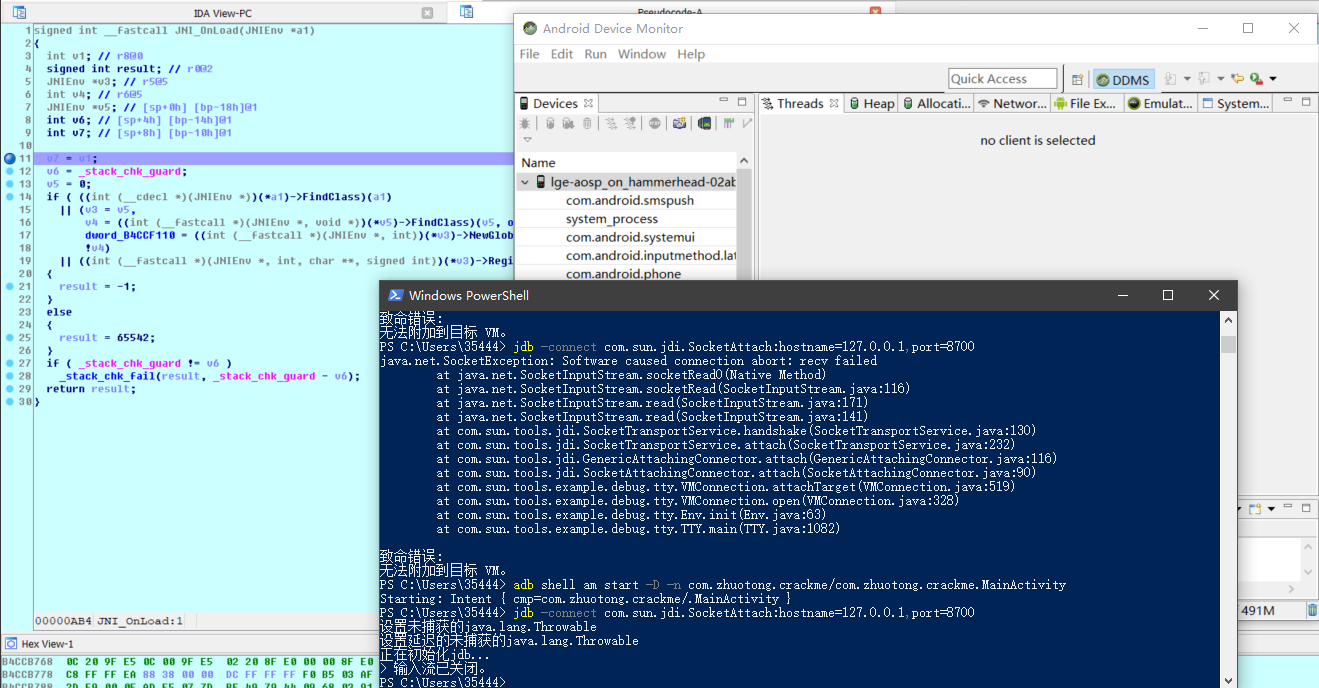 IDA View-PC
Pseudocode-A
1 signed int __fastcall JNI_OnLoad(JNIEnv *a1)
2 {
3 int v1; // r8@0
4 signed int result; // r0@2
5 JNIEnv *v3; // r5@5
6 int v4; // r6@5
7 JNIEnv *v5; // [sp+0h] [bp-18h]@1
8 int v6; // [sp+4h] [bp-14h]@1
9 int v7; // [sp+8h] [bp-10h]@1
10
11 v7 = v1;
12 v6 = _stack_chk_guard;
13 v5 = 0;
14 if ( ((int (__cdecl *)(JNIEnv *))(*a1)->FindClass)(a1)
15 || (v3 = v5,
16 v4 = ((int (__fastcall *)(JNIEnv *, void *))(*v5)->FindClass)(v5, o
17 dword_B4CCF110 = ((int (__fastcall *)(JNIEnv *, int))(*v3)->NewGlob
18 !v4)
19 || ((int (__fastcall *)(JNIEnv *, int, char **, signed int))(*v3)->Regi
20 {
21 result = -1;
22 }
23 else
24 {
25 result = 65542;
26 }
27 if ( _stack_chk_guard != v6 )
28 _stack_chk_fail(result, _stack_chk_guard - v6);
29 return result;
30 }
00000AB4 JNI_OnLoad:1
Hex View-1
B4CCB768 0C 20 9F E5 0C 00 9F E5 02 20 8F E0 00 00 8F E0
B4CCB778 C8 FF FF EA 88 38 00 00 DC FF FF FF F0 B5 03 AF
Android Device Monitor
File Edit Run Window Help
Quick Access
DDMS
Devices
Name
lge-aosp_on_hammerhead-02ab
com.android.smspush
system_process
com.android.systemui
com.android.inputmethod.lat
com.android.phone
Threads Heap Allocati... Networ... File Ex... Emulat... System...
no client is selected
491M
Windows PowerShell
致命错误:
无法附加到目标 VM。
PS C:\Users\35444> jdb -connect com.sun.jdi.SocketAttach:hostname=127.0.0.1,port=8700
java.net.SocketException: Software caused connection abort: recv failed
at java.net.SocketInputStream.socketRead0(Native Method)
at java.net.SocketInputStream.socketRead(SocketInputStream.java:116)
at java.net.SocketInputStream.read(SocketInputStream.java:171)
at java.net.SocketInputStream.read(SocketInputStream.java:141)
at com.sun.tools.jdi.SocketTransportService.handshake(SocketTransportService.java:130)
at com.sun.tools.jdi.SocketTransportService.attach(SocketTransportService.java:232)
at com.sun.tools.jdi.GenericAttachingConnector.attach(GenericAttachingConnector.java:116)
at com.sun.tools.jdi.SocketAttachingConnector.attach(SocketAttachingConnector.java:90)
at com.sun.tools.example.debug.tty.VMConnection.attachTarget(VMConnection.java:519)
at com.sun.tools.example.debug.tty.VMConnection.open(VMConnection.java:328)
at com.sun.tools.example.debug.tty.Env.init(Env.java:63)
at com.sun.tools.example.debug.tty.TTY.main(TTY.java:1082)
致命错误:
无法附加到目标 VM。
PS C:\Users\35444> adb shell am start -D -n com.zhuotong.crackme/com.zhuotong.crackme.MainActivity
Starting: Intent { cmp=com.zhuotong.crackme/.MainActivity }
PS C:\Users\35444> jdb -connect com.sun.jdi.SocketAttach:hostname=127.0.0.1,port=8700
设置未捕获的java.lang.Throwable
设置延迟的未捕获的java.lang.Throwable
正在初始化jdb...
> 输入流已关闭。
PS C:\Users\35444>